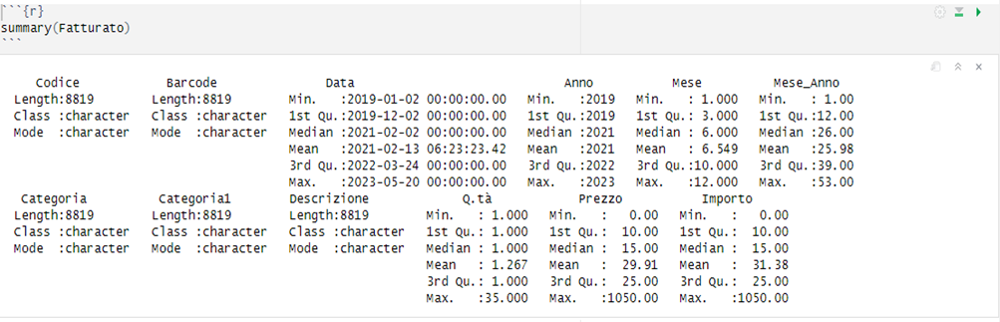 ```{r}
summary(Fatturato)
```
Codice Barcode Data Anno Mese Mese_Anno
Length:8819 Length:8819 Min. :2019-01-02 00:00:00.00 Min. :2019 Min. : 1.000 Min. : 1.00
Class :character Class :character 1st Qu.:2019-12-02 00:00:00.00 1st Qu.:2019 1st Qu.: 3.000 1st Qu.:12.00
Mode :character Mode :character Median :2021-02-02 00:00:00.00 Median :2021 Median : 6.000 Median :26.00
Mean :2021-02-13 06:23:23.42 Mean :2021 Mean : 6.549 Mean :25.98
3rd Qu.:2022-03-24 00:00:00.00 3rd Qu.:2022 3rd Qu.:10.000 3rd Qu.:39.00
Max. :2023-05-20 00:00:00.00 Max. :2023 Max. :12.000 Max. :53.00
Categoria Categoria1 Descrizione Q.tà Prezzo Importo
Length:8819 Length:8819 Length:8819 Min. : 1.000 Min. : 0.00 Min. : 0.00
Class :character Class :character Class :character 1st Qu.: 1.000 1st Qu.: 10.00 1st Qu.: 10.00
Mode :character Mode :character Mode :character Median : 1.000 Median : 15.00 Median : 15.00
Mean : 1.267 Mean : 29.91 Mean : 31.38
3rd Qu.: 1.000 3rd Qu.: 25.00 3rd Qu.: 25.00
Max. :35.000 Max. :1050.00 Max. :1050.00